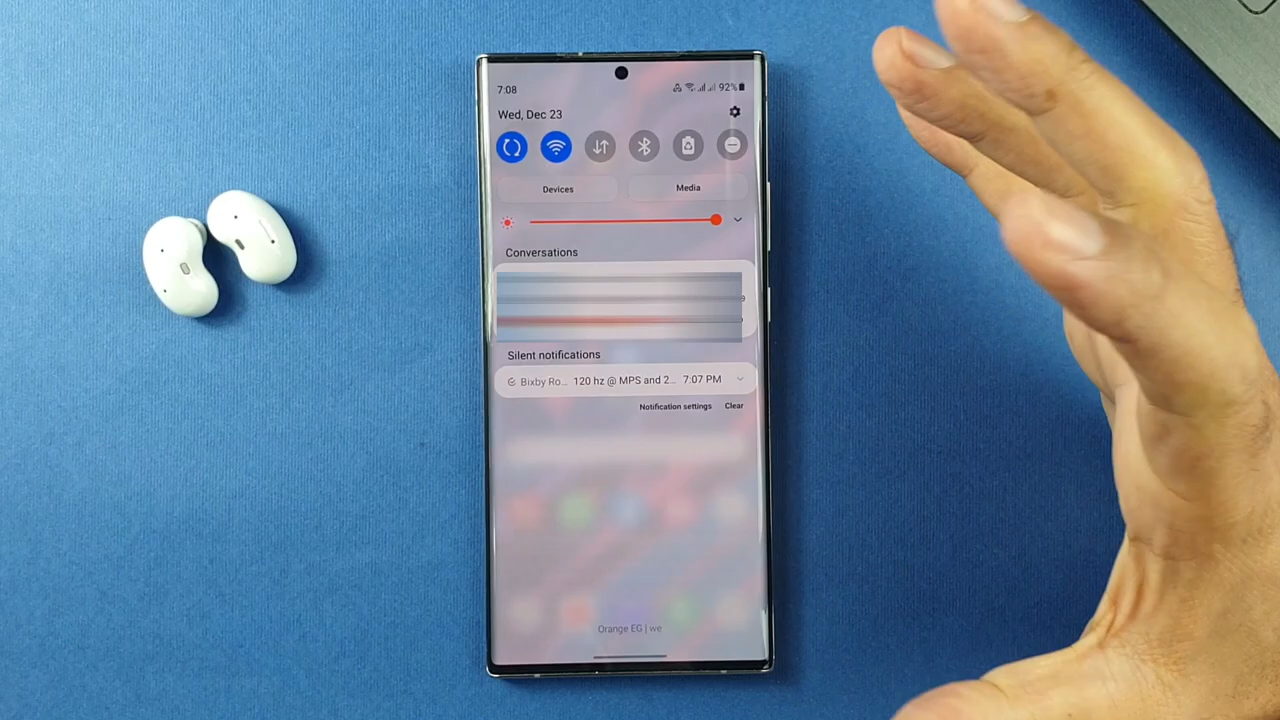 7:08 92%
Wed, Dec 23
Devices Media
Conversations
Silent notifications
Bixby Ro... 120 hz @ MPS and 2... 7:07 PM
Notification settings Clear
Orange EG | we